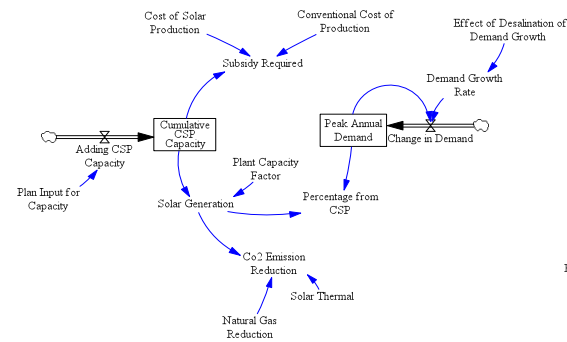 Cost of Solar
Production
Conventional Cost of
Production
Effect of Desalination of
Demand Growth
Subsidy Required
Demand Growth
Rate
Cumulative
CSP
Capacity
Peak Annual
Demand
Adding CSP
Capacity
Change in Demand
Plant Capacity
Factor
Plan Input for
Capacity
Solar Generation
Percentage from
CSP
Co2 Emission
Reduction
Solar Thermal
Natural Gas
Reduction